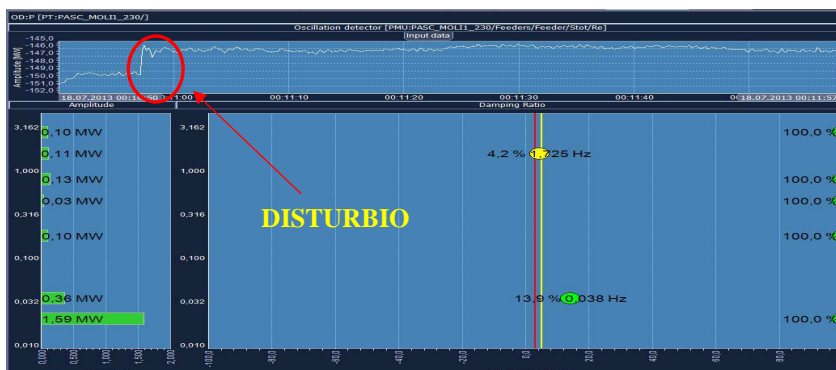 OD:P [PT:PASC_MOLI1_230/]
Oscillation detector [PMU:PASC_MOLI1_230/Feeders/Feeder/Stot/Re]
Input data
Amplitude [MW]
-145,0
-146,0
-147,0
-148,0
-149,0
-150,0
-151,0
-152,0
18.07.2013 00:10:50
1:00
00:11:10
00:11:20
00:11:30
00:11:40
18.07.2013 00:11:57
Amplitude
Damping Ratio
3,162
1,000
0,316
0,100
0,032
0,010
0,10 MW
0,11 MW
0,13 MW
0,03 MW
0,10 MW
0,36 MW
1,59 MW
0,000
0,500
1,000
1,500
2,000
3,162
1,000
0,316
0,100
0,032
0,010
100,0 %
4,2 % 1,725 Hz
100,0 %
100,0 %
DISTURBIO
100,0 %
13,9 % 0,038 Hz
100,0 %
-100,0
-80,0
-60,0
-40,0
-20,0
0,0
20,0
40,0
60,0
80,0